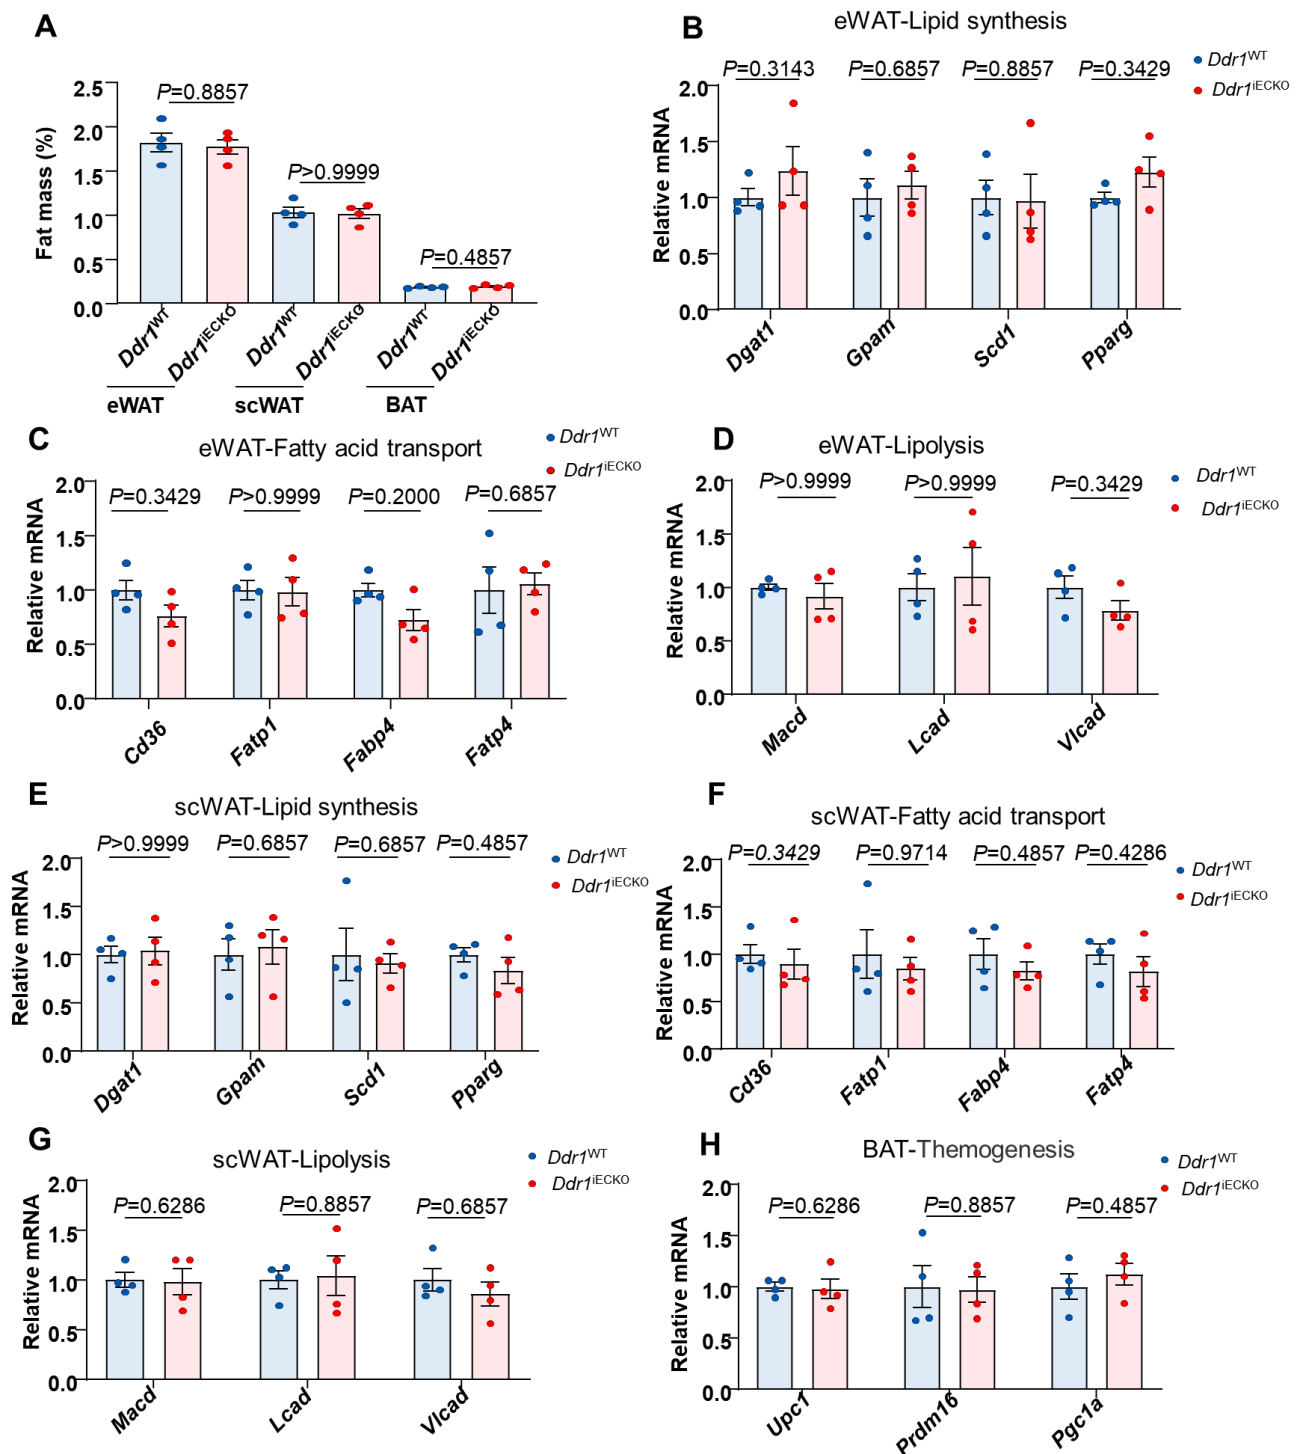 A
Fat mass (%)
2.5
2.0
1.5
1.0
0.5
0.0
P=0.8857
P>0.9999
P=0.4857
Ddr1WT
Ddr1iECKO
Ddr1WT
Ddr1iECKO
Ddr1WT
Ddr1iECKO
eWAT
scWAT
BAT
B
eWAT-Lipid synthesis
Ddr1WT
Ddr1iECKO
P=0.3143
P=0.6857
P=0.8857
P=0.3429
Relative mRNA
2.0
1.5
1.0
0.5
0.0
Dgat1
Gpam
Scd1
Pparg
C
eWAT-Fatty acid transport
Ddr1WT
Ddr1iECKO
P=0.3429
P>0.9999
P=0.2000
P=0.6857
Relative mRNA
2.0
1.5
1.0
0.5
0.0
Cd36
Fatp1
Fabp4
Fatp4
D
eWAT-Lipolysis
Ddr1WT
Ddr1iECKO
P>0.9999
P>0.9999
P=0.3429
Relative mRNA
2.0
1.5
1.0
0.5
0.0
Macd
Lcad
Vlcad
E
scWAT-Lipid synthesis
Ddr1WT
Ddr1iECKO
P>0.9999
P=0.6857
P=0.6857
P=0.4857
Relative mRNA
2.0
1.5
1.0
0.5
0.0
Dgat1
Gpam
Scd1
Pparg
F
scWAT-Fatty acid transport
Ddr1WT
Ddr1iECKO
P=0.3429
P=0.9714
P=0.4857
P=0.4286
Relative mRNA
2.0
1.5
1.0
0.5
0.0
Cd36
Fatp1
Fabp4
Fatp4
G
scWAT-Lipolysis
Ddr1WT
Ddr1iECKO
P=0.6286
P=0.8857
P=0.6857
Relative mRNA
2.0
1.5
1.0
0.5
0.0
Macd
Lcad
Vlcad
H
BAT-Themogenesis
Ddr1WT
Ddr1iECKO
P=0.6286
P=0.8857
P=0.4857
Relative mRNA
2.0
1.5
1.0
0.5
0.0
Upc1
Prdm16
Pgc1a